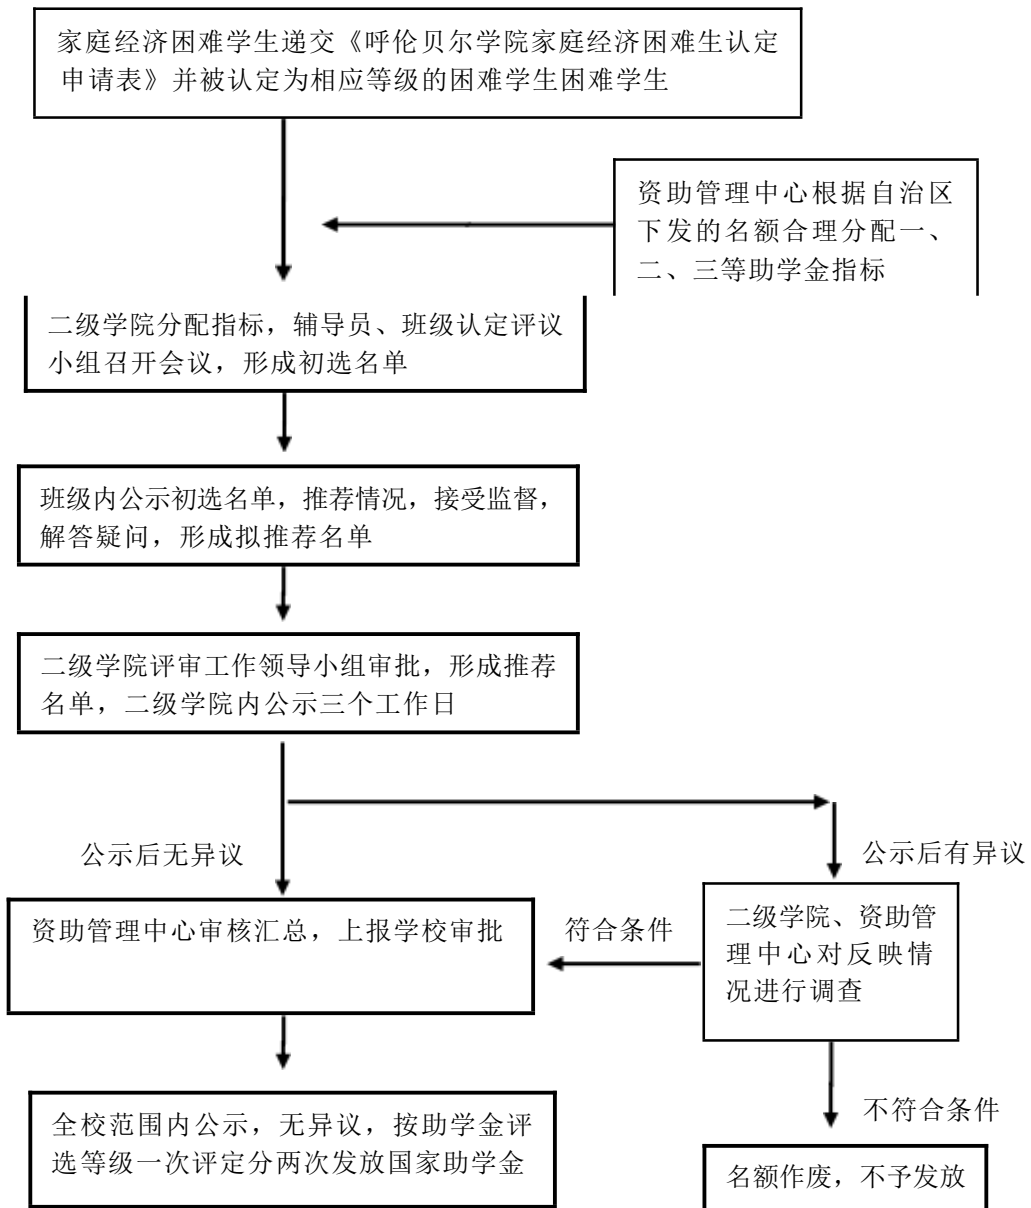 家庭经济困难学生递交《呼伦贝尔学院家庭经济困难生认定
申请表》并被认定为相应等级的困难学生困难学生
资助管理中心根据自治区
下发的名额合理分配一、
二、三等助学金指标
二级学院分配指标，辅导员、班级认定评议
小组召开会议，形成初选名单
班级内公示初选名单，推荐情况，接受监督，
解答疑问，形成拟推荐名单
二级学院评审工作领导小组审批，形成推荐
名单，二级学院内公示三个工作日
公示后无异议
公示后有异议
资助管理中心审核汇总，上报学校审批
符合条件
二级学院、资助管
理中心对反映情
况进行调查
不符合条件
全校范围内公示，无异议，按助学金评
选等级一次评定分两次发放国家助学金
名额作废，不予发放